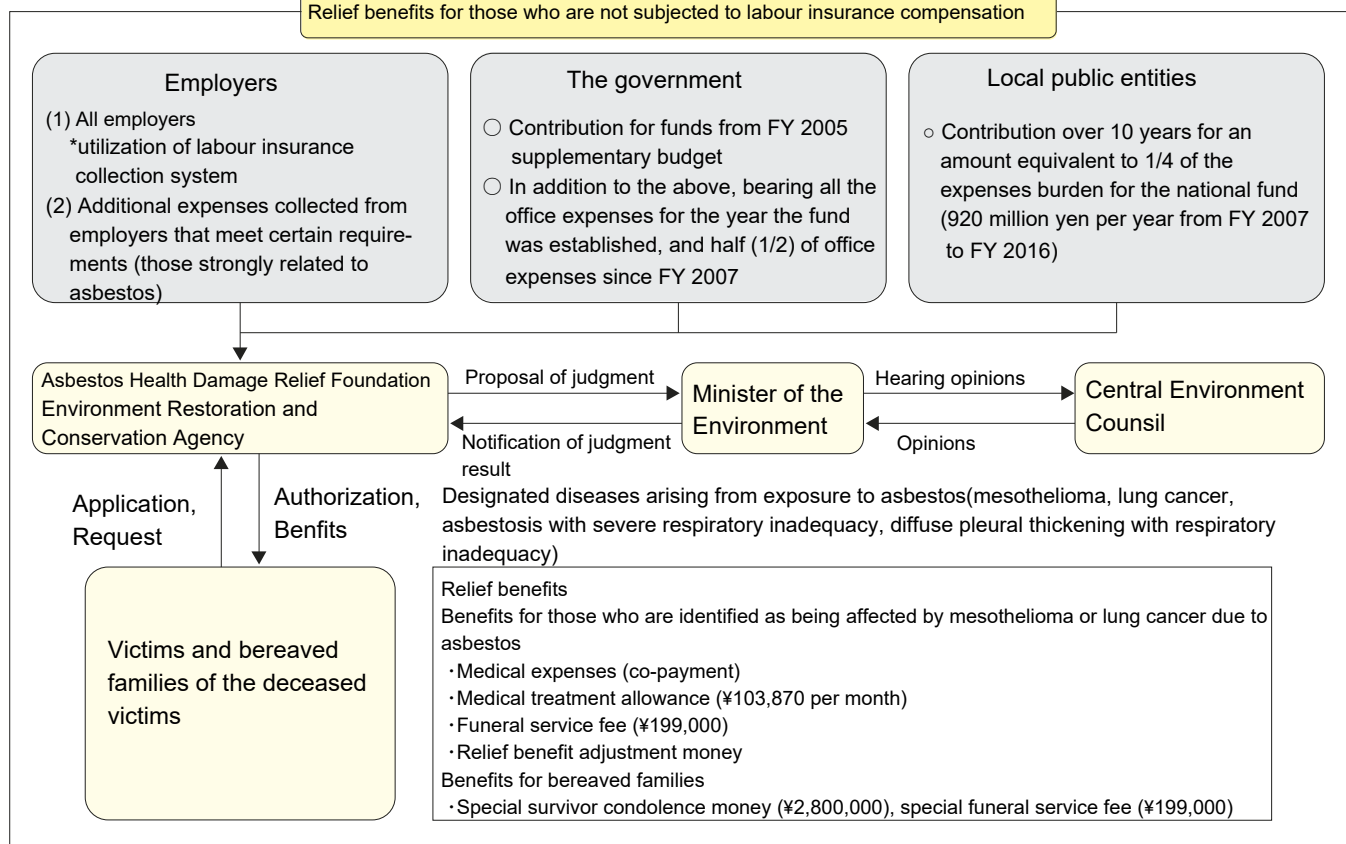 Relief benefits for those who are not subjected to labour insurance compensation
Employers
(1) All employers
*utilization of labour insurance
collection system
(2) Additional expenses collected from
employers that meet certain require-
ments (those strongly related to
asbestos)
The government
○ Contribution for funds from FY 2005
supplementary budget
○ In addition to the above, bearing all the
office expenses for the year the fund
was established, and half (1/2) of office
expenses since FY 2007
Local public entities
○ Contribution over 10 years for an
amount equivalent to 1/4 of the
expenses burden for the national fund
(920 million yen per year from FY 2007
to FY 2016)
Asbestos Health Damage Relief Foundation
Environment Restoration and
Conservation Agency
Proposal of judgment
Notification of judgment
result
Minister of the
Environment
Hearing opinions
Opinions
Central Environment
Counsil
Application,
Request
Authorization,
Benfits
Designated diseases arising from exposure to asbestos(mesothelioma, lung cancer,
asbestosis with severe respiratory inadequacy, diffuse pleural thickening with respiratory
inadequacy)
Victims and bereaved
families of the deceased
victims
Relief benefits
Benefits for those who are identified as being affected by mesothelioma or lung cancer due to
asbestos
・Medical expenses (co-payment)
・Medical treatment allowance (¥103,870 per month)
・Funeral service fee (¥199,000)
・Relief benefit adjustment money
Benefits for bereaved families
・Special survivor condolence money (¥2,800,000), special funeral service fee (¥199,000)